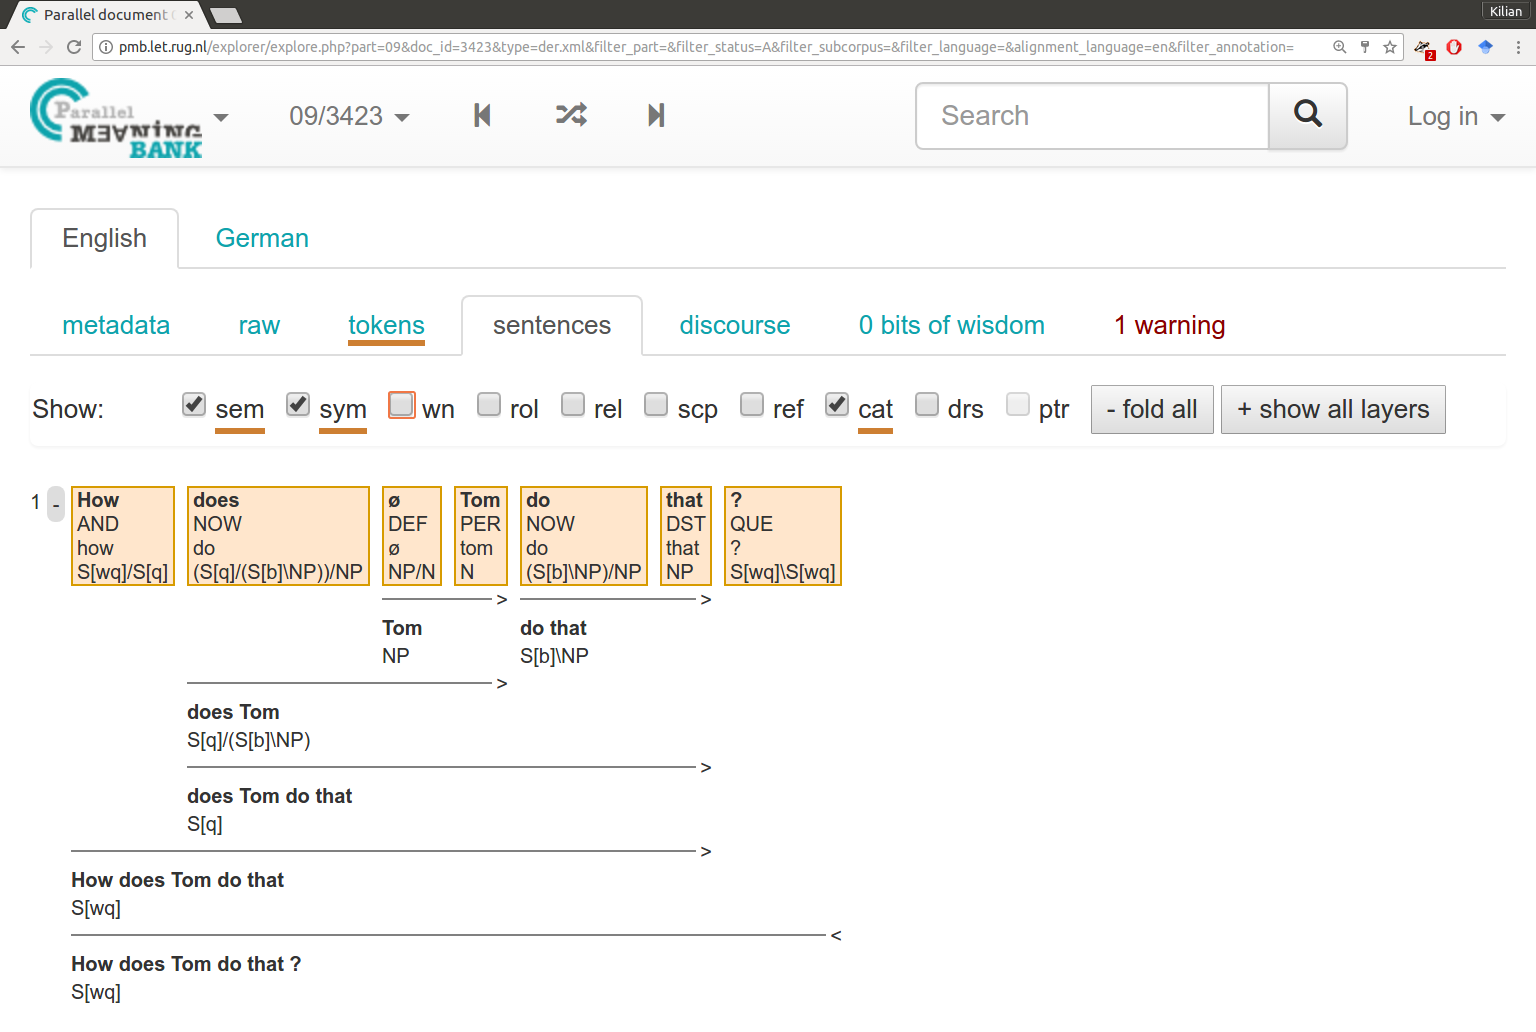 Parallel document
Kilian
pmb.let.rug.nl/explorer/explore.php?part=09&doc_id=3423&type=der.xml&filter_part=&filter_status=A&filter_subcorpus=&filter_language=&alignment_language=en&filter_annotation=
2
Parallel
MEANING
BANK
09/3423
Search
Log in
English German
metadata raw tokens sentences discourse 0 bits of wisdom 1 warning
Show: sem sym wn rol rel scp ref cat drs ptr - fold all + show all layers
1 - How does ø Tom do that ?
AND NOW DEF PER NOW DST QUE
how do ø tom do that ?
S[wq]/S[q] (S[q]/(S[b]\NP))/NP NP/N N (S[b]\NP)/NP NP S[wq]\S[wq]
> >
Tom do that
NP S[b]\NP
>
does Tom
S[q]/(S[b]\NP)
>
does Tom do that
S[q]
>
How does Tom do that
S[wq]
<
How does Tom do that ?
S[wq]